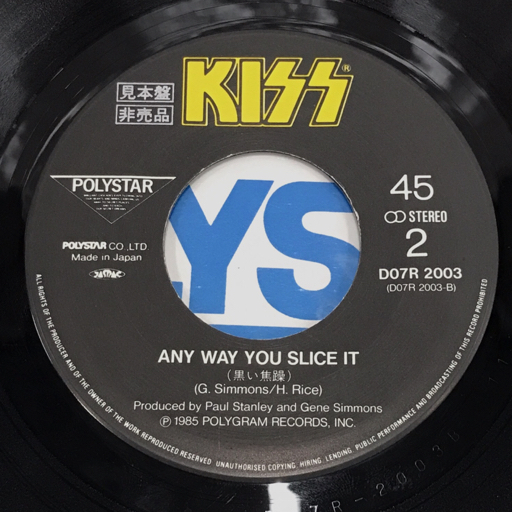 KISS®
見本盤
非売品
POLYSTAR
POLYSTAR CO.,LTD.
Made in Japan
JASRAC
45
STEREO
2
D07R 2003
(D07R 2003-B)
YS
ANY WAY YOU SLICE IT
(黒い焦躁)
(G. Simmons/H. Rice)
Produced by Paul Stanley and Gene Simmons
Ⓟ 1985 POLYGRAM RECORDS, INC.
ALL RIGHTS OF THE PRODUCER AND OF THE OWNER OF THE WORK REPRODUCED RESERVED. UNAUTHORISED COPYING, HIRING, LENDING, PUBLIC PERFORMANCE AND BROADCASTING OF THIS RECORD PROHIBITED